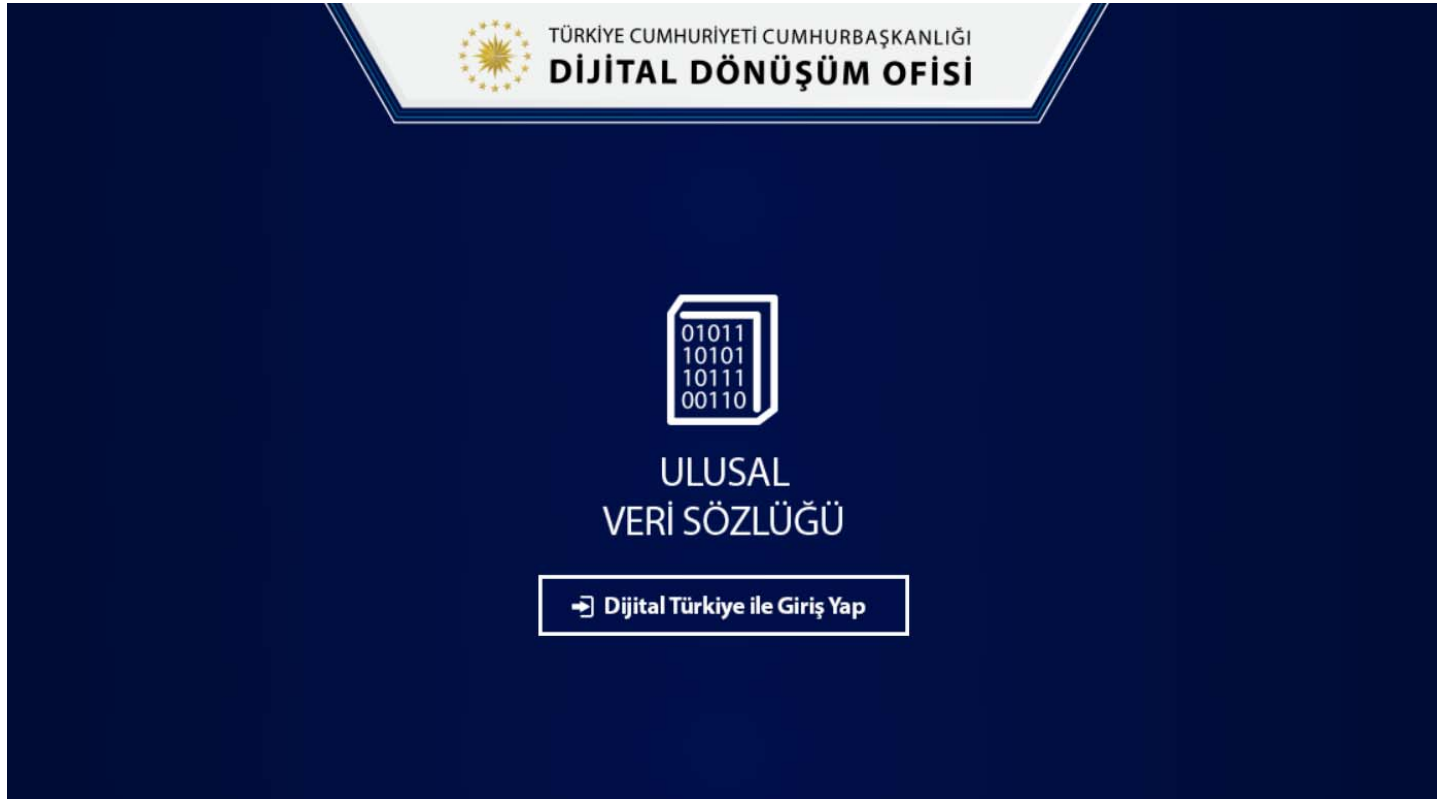 TÜRKİYE CUMHURİYETİ CUMHURBAŞKANLIĞI
DİJİTAL DÖNÜŞÜM OFİSİ
01011
10101
10111
00110
ULUSAL
VERİ SÖZLÜĞÜ
Dijital Türkiye ile Giriş Yap